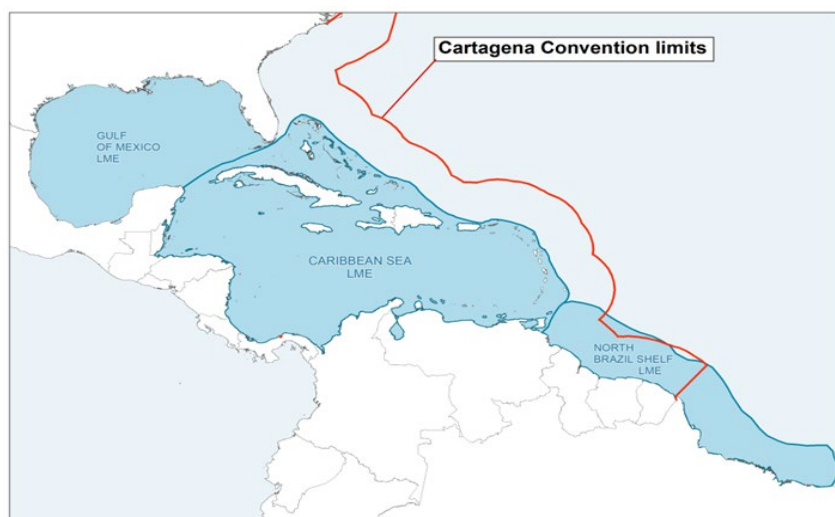 Cartagena Convention limits
GULF
OF MEXICO
LME
CARIBBEAN SEA
LME
NORTH
BRAZIL SHELF
LME